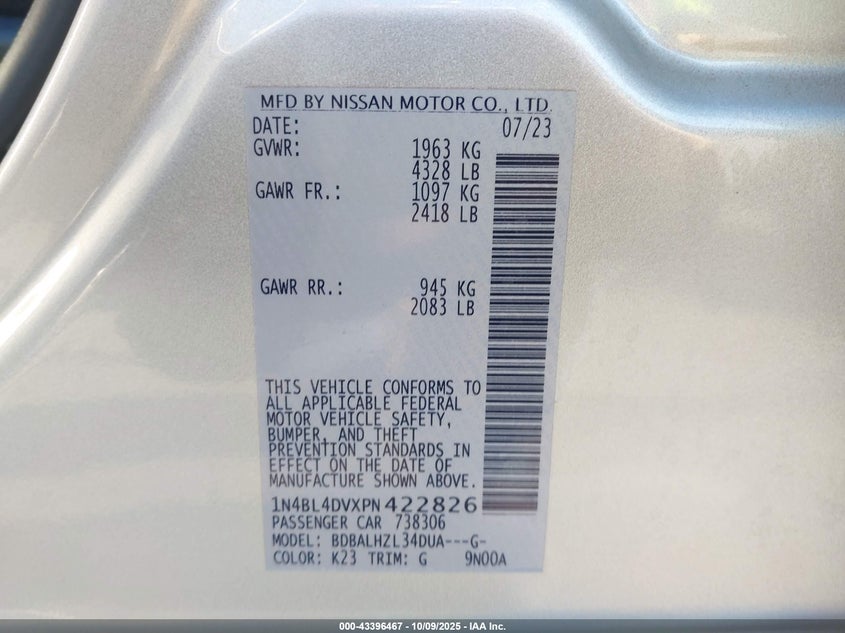 MFD BY NISSAN MOTOR CO., LTD.
DATE: 07/23
GVWR: 1963 KG
4328 LB
GAWR FR.: 1097 KG
2418 LB
GAWR RR.: 945 KG
2083 LB
THIS VEHICLE CONFORMS TO
ALL APPLICABLE FEDERAL
MOTOR VEHICLE SAFETY,
BUMPER, AND THEFT
PREVENTION STANDARDS IN
EFFECT ON THE DATE OF
MANUFACTURE SHOWN ABOVE.
1N4BL4DVXPN422826
PASSENGER CAR 738306
MODEL: BDBALHZL34DUA---G-
COLOR: K23 TRIM: G 9N00A
000-43396467 - 10/09/2025 - IAA Inc.